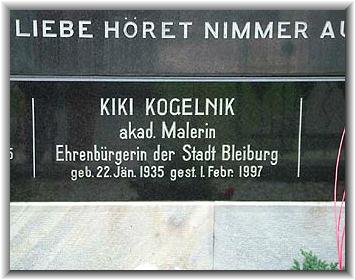 LIEBE HÖRET NIMMER AU
KIKI KOGELNIK
akad. Malerin
Ehrenbürgerin der Stadt Bleiburg
geb. 22. Jän. 1935 gest. 1. Febr. 1997
5